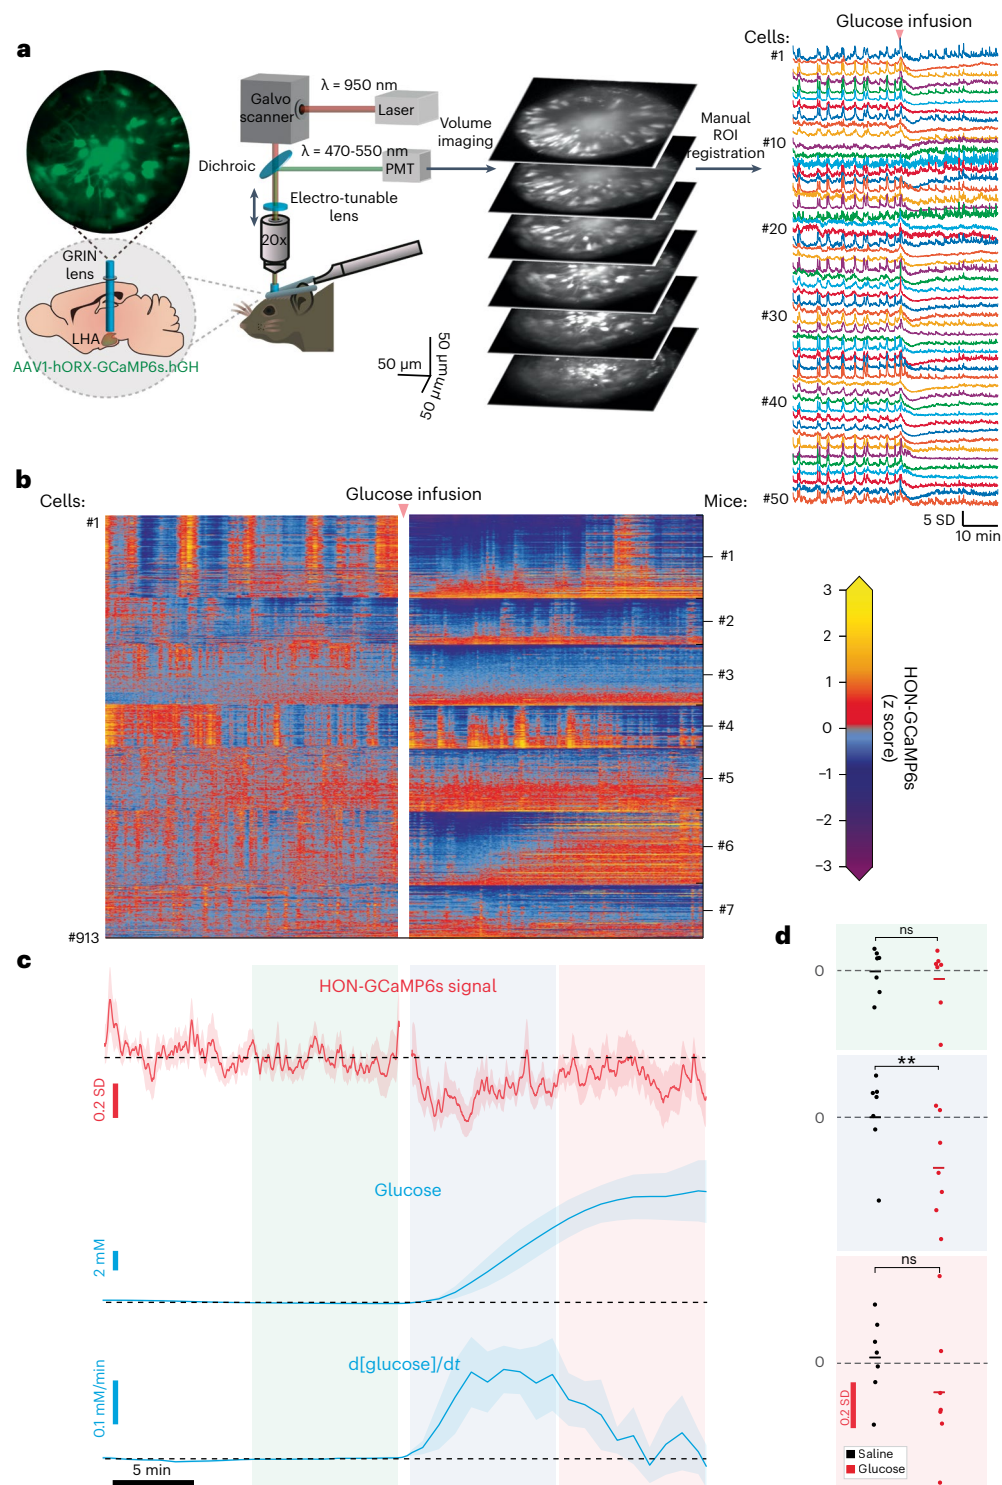 a
Glucose infusion
Cells:
#1
#10
#20
#30
#40
#50
5 SD
10 min
λ = 950 nm
Galvo
scanner
Laser
λ = 470-550 nm
Dichroic
PMT
Electro-tunable
lens
20x
Volume
imaging
Manual
ROI
registration
GRIN
lens
LHA
AAV1-hORX-GCaMP6s.hGH
50 µm
50 µm
50 µm
b
Cells:
Glucose infusion
Mice:
#1
#913
#1
#2
#3
#4
#5
#6
#7
3
2
1
0
−1
−2
−3
HON-GCaMP6s
(z score)
c
HON-GCaMP6s signal
0.2 SD
Glucose
2 mM
d[glucose]/dt
0.1 mM/min
5 min
d
ns
0
**
0
ns
0
0.2 SD
Saline
Glucose